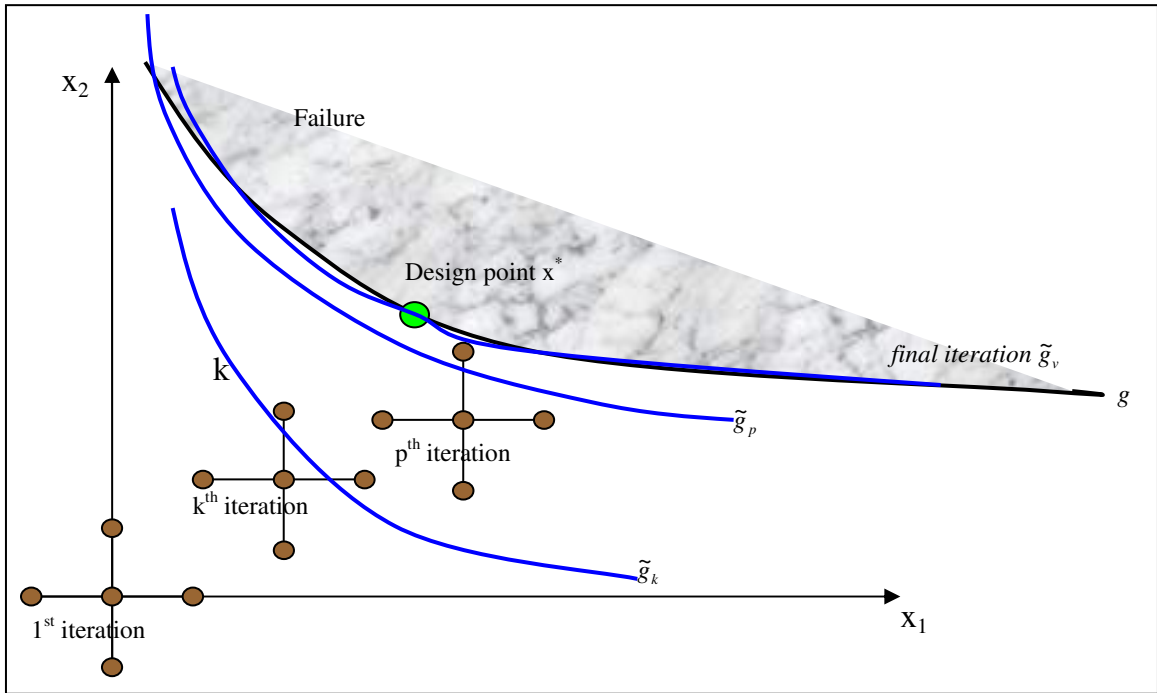 x₂
Failure
Design point x*
final iteration g̃ᵥ
g
k
g̃ₚ
pᵗʰ iteration
kᵗʰ iteration
g̃ₖ
x₁
1ˢᵗ iteration